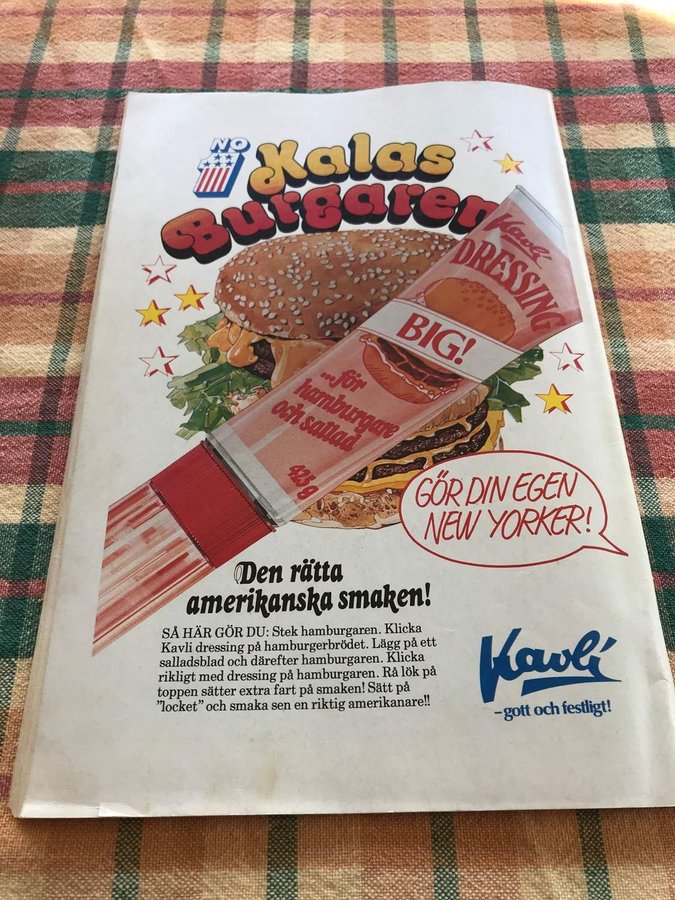 NO
1
Kalas
Burgaren
Kavli
DRESSING
BIG!
...för
hamburgare
och sallad
425 g
GÖR DIN EGEN
NEW YORKER!
Den rätta
amerikanska smaken!
SÅ HÄR GÖR DU: Stek hamburgaren. Klicka
Kavli dressing på hamburgerbrödet. Lägg på ett
salladsblad och därefter hamburgaren. Klicka
rikligt med dressing på hamburgaren. Rå lök på
toppen sätter extra fart på smaken! Sätt på
"locket" och smaka sen en riktig amerikanare!!
Kavli
– gott och festligt!